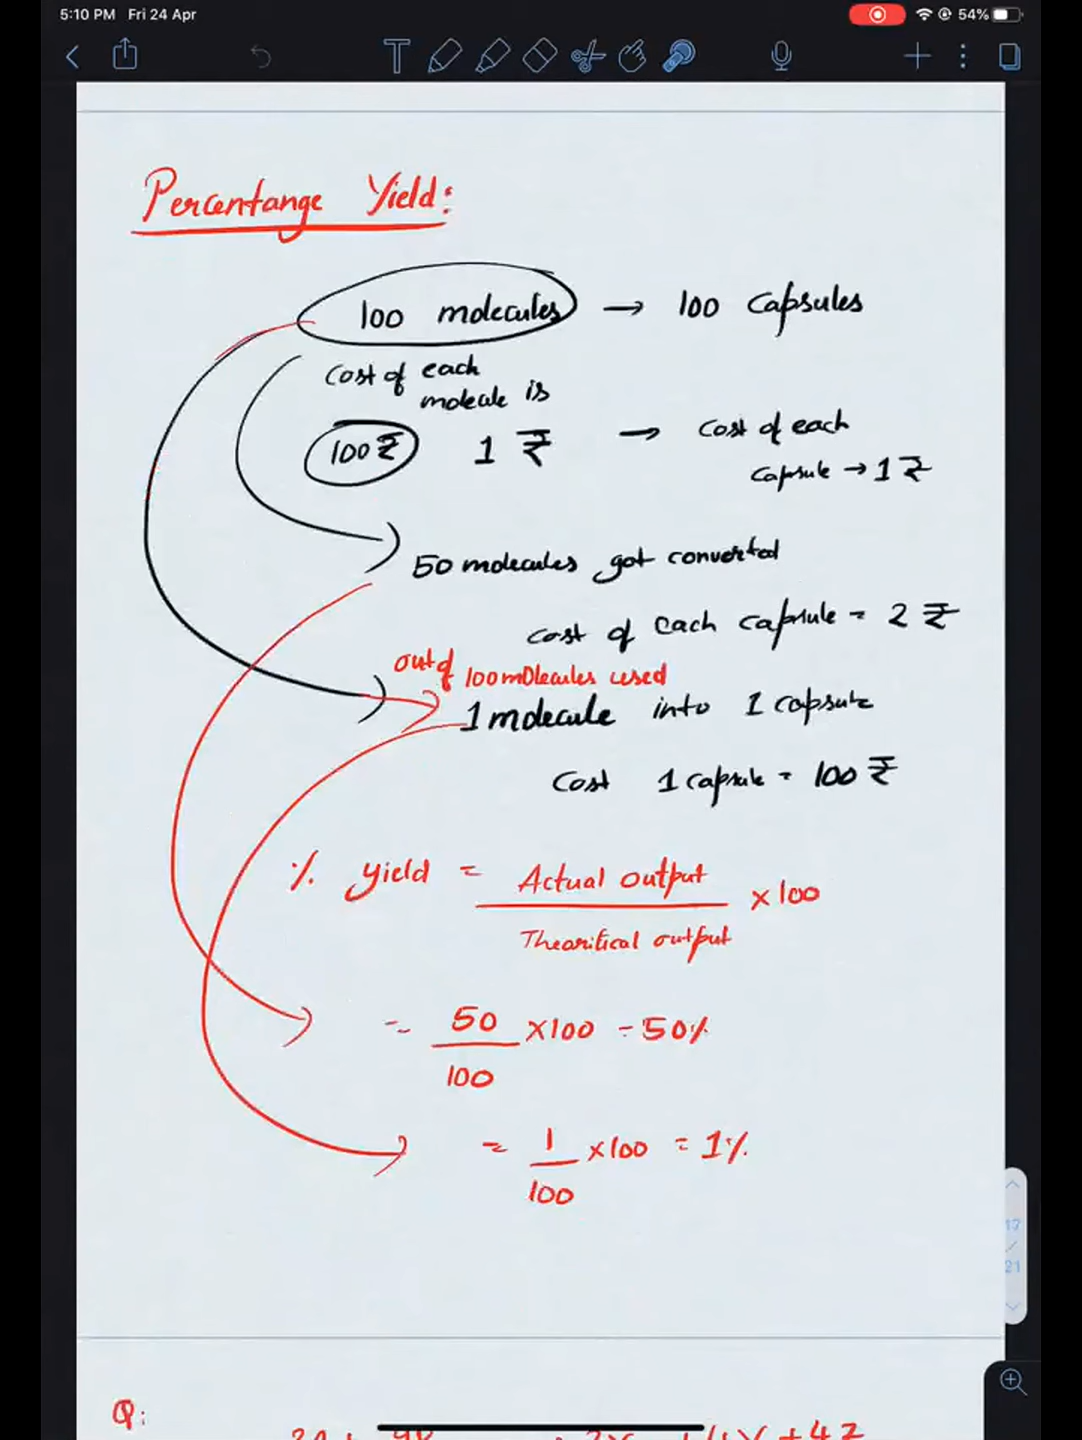 5:10 PM Fri 24 Apr
54%
T
Percentange Yield:
100 molecules → 100 capsules
cost of each
molecule is
100 ₹ 1 ₹ → cost of each
capsule → 1 ₹
50 molecules got converted
cost of each capsule = 2 ₹
out of 100 molecules used
1 molecule into 1 capsule
cost 1 capsule = 100 ₹
% yield = Actual output
× 100
Thearitical output
= 50
× 100 = 50%
100
= 1
× 100 = 1%
100
17
21
Q: